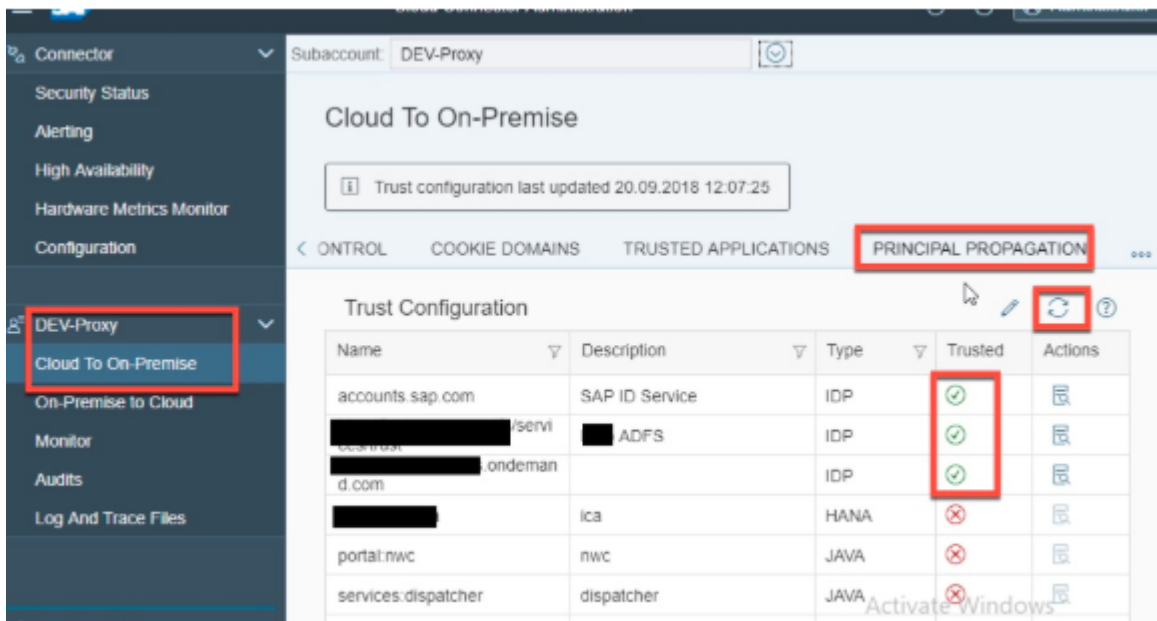 Connector
Subaccount: DEV-Proxy
Security Status
Alerting
High Availability
Hardware Metrics Monitor
Configuration
DEV-Proxy
Cloud To On-Premise
On-Premise to Cloud
Monitor
Audits
Log And Trace Files
Cloud To On-Premise
Trust configuration last updated 20.09.2018 12:07:25
ONTROL COOKIE DOMAINS TRUSTED APPLICATIONS PRINCIPAL PROPAGATION
Trust Configuration
Name Description Type Trusted Actions
accounts.sap.com SAP ID Service IDP
/servi ADFS IDP
.ondeman
d.com IDP
ica HANA
portal:nwc nwc JAVA
services:dispatcher dispatcher JAVA
Activate Windows